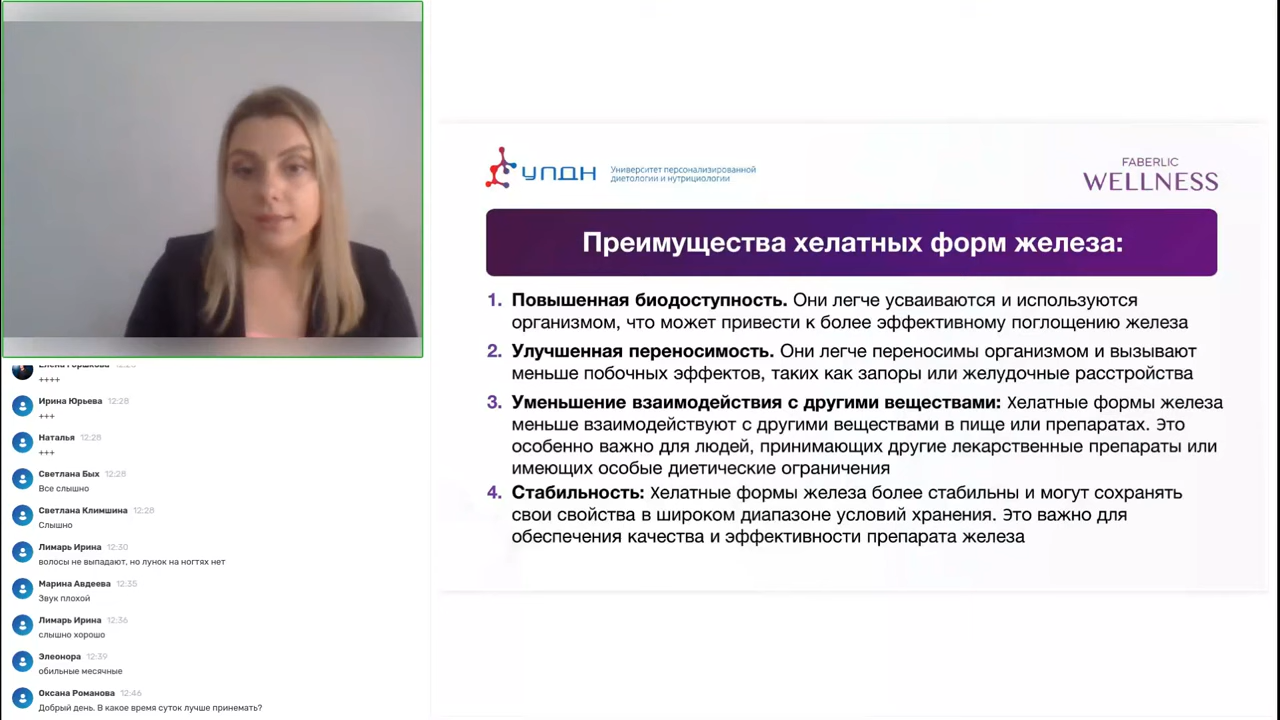 УПДН
Университет персонализированной
диетологии и нутрициологии
FABERLIC
WELLNESS
Преимущества хелатных форм железа:
1. Повышенная биодоступность. Они легче усваиваются и используются
организмом, что может привести к более эффективному поглощению железа
2. Улучшенная переносимость. Они легче переносимы организмом и вызывают
меньше побочных эффектов, таких как запоры или желудочные расстройства
3. Уменьшение взаимодействия с другими веществами: Хелатные формы железа
меньше взаимодействуют с другими веществами в пище или препаратах. Это
особенно важно для людей, принимающих другие лекарственные препараты или
имеющих особые диетические ограничения
4. Стабильность: Хелатные формы железа более стабильны и могут сохранять
свои свойства в широком диапазоне условий хранения. Это важно для
обеспечения качества и эффективности препарата железа
Елена Горшкова
++++
Ирина Юрьева 12:28
+++
Наталья 12:28
+++
Светлана Бых 12:28
Все слышно
Светлана Климшина 12:28
Слышно
Лимарь Ирина 12:30
волосы не выпадают, но лунок на ногтях нет
Марина Авдеева 12:35
Звук плохой
Лимарь Ирина 12:36
слышно хорошо
Элеонора 12:39
обильные месячные
Оксана Романова 12:46
Добрый день. В какое время суток лучше принемать?